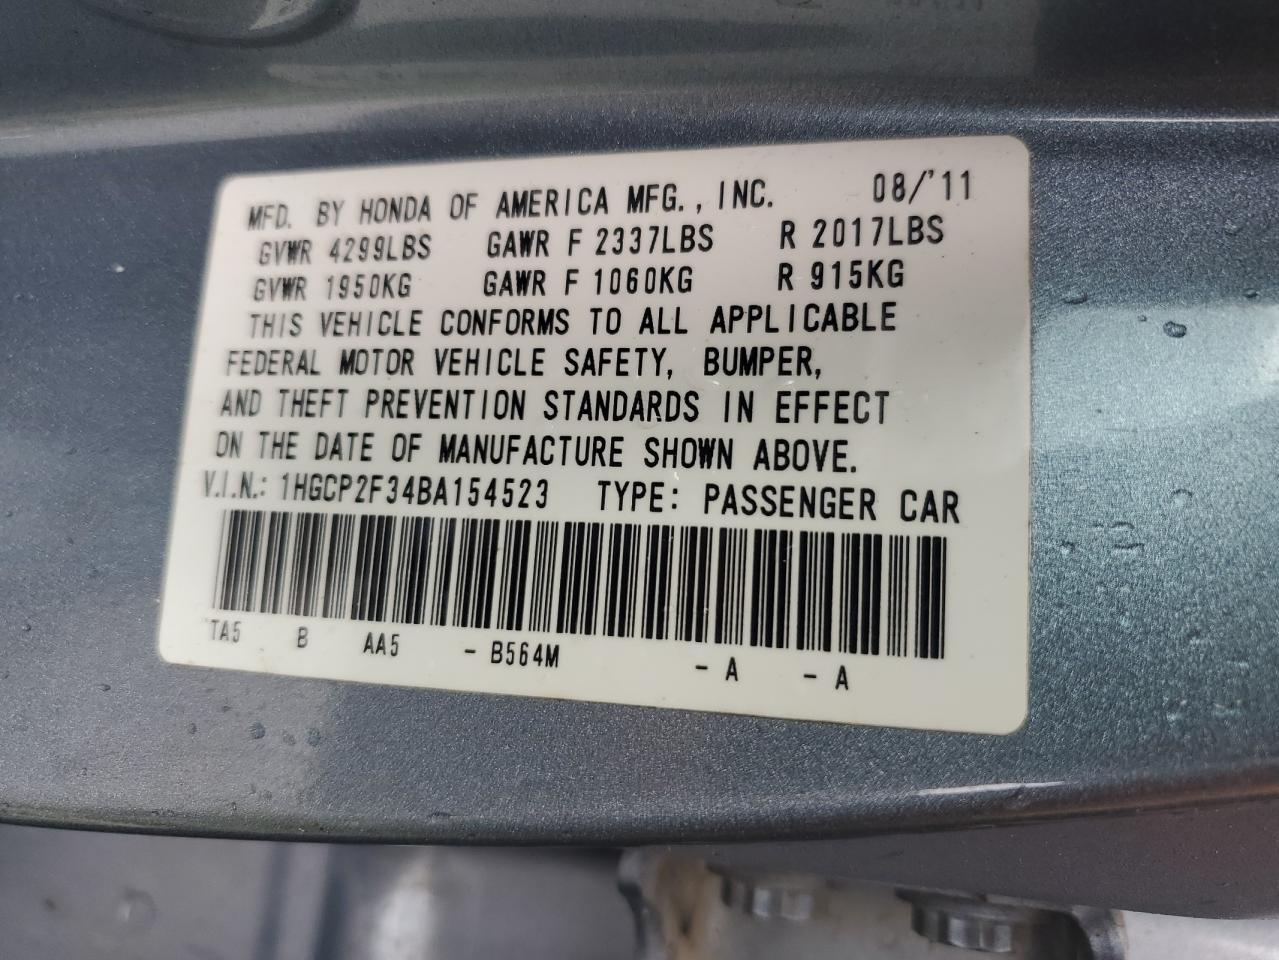 MFD. BY HONDA OF AMERICA MFG., INC. 08/'11
GVWR 4299LBS GAWR F 2337LBS R 2017LBS
GVWR 1950KG GAWR F 1060KG R 915KG
THIS VEHICLE CONFORMS TO ALL APPLICABLE
FEDERAL MOTOR VEHICLE SAFETY, BUMPER,
AND THEFT PREVENTION STANDARDS IN EFFECT
ON THE DATE OF MANUFACTURE SHOWN ABOVE.
V.I.N.: 1HGCP2F34BA154523 TYPE: PASSENGER CAR
TA5 B AA5 - B564M - A - A